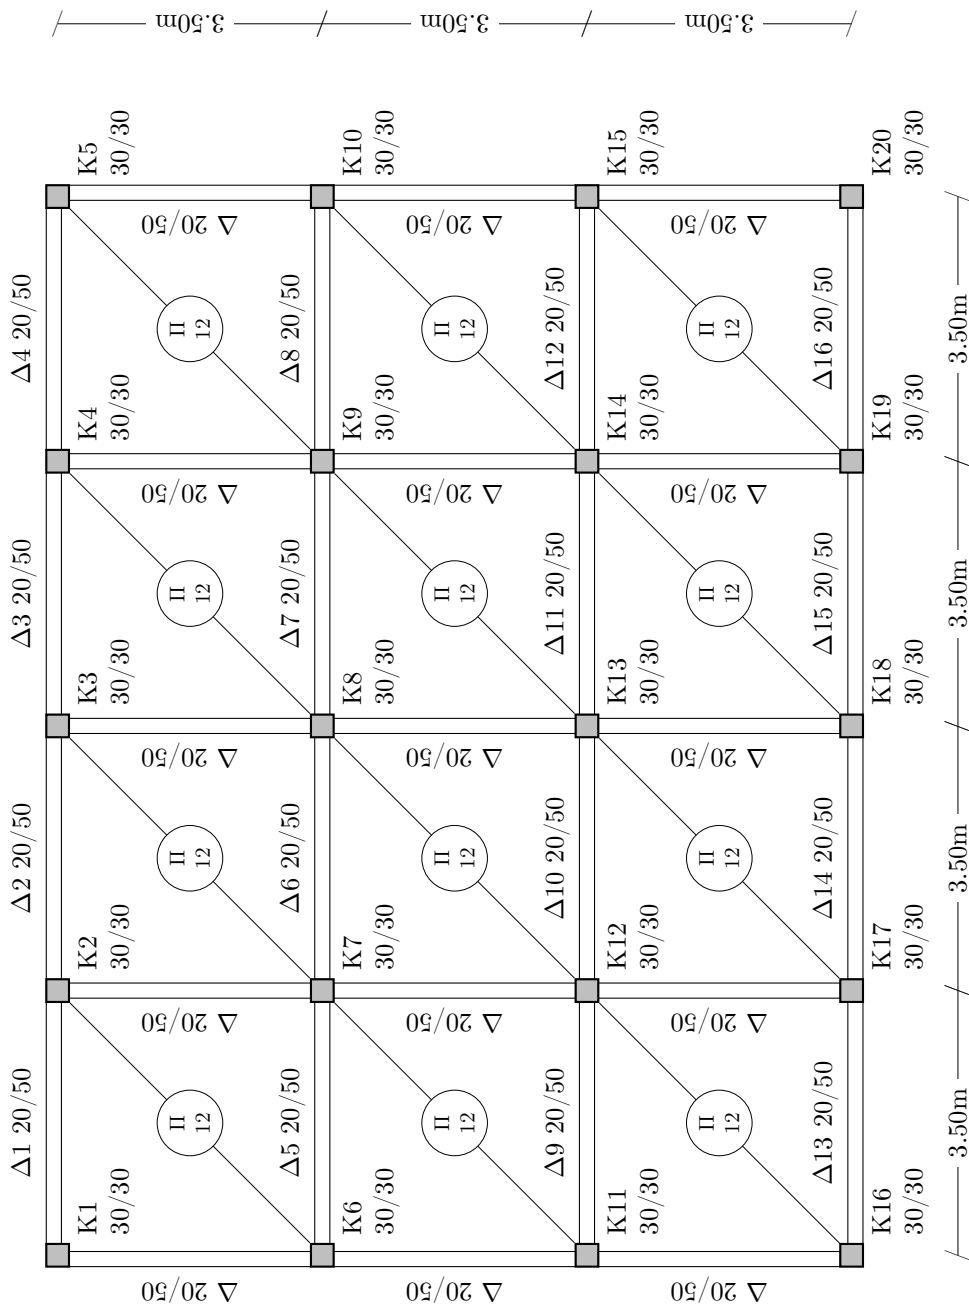 Δ1 20/50
Δ2 20/50
Δ3 20/50
Δ4 20/50
K1
30/30
K2
30/30
K3
30/30
K4
30/30
K5
30/30
Δ 20/50
Π
12
Δ 20/50
Π
12
Δ 20/50
Π
12
Δ 20/50
Π
12
Δ 20/50
3.50m
Δ5 20/50
Δ6 20/50
Δ7 20/50
Δ8 20/50
K6
30/30
K7
30/30
K8
30/30
K9
30/30
K10
30/30
Δ 20/50
Π
12
Δ 20/50
Π
12
Δ 20/50
Π
12
Δ 20/50
Π
12
Δ 20/50
3.50m
Δ9 20/50
Δ10 20/50
Δ11 20/50
Δ12 20/50
K11
30/30
K12
30/30
K13
30/30
K14
30/30
K15
30/30
Δ 20/50
Π
12
Δ 20/50
Π
12
Δ 20/50
Π
12
Δ 20/50
Π
12
Δ 20/50
3.50m
Δ13 20/50
Δ14 20/50
Δ15 20/50
Δ16 20/50
K16
30/30
K17
30/30
K18
30/30
K19
30/30
K20
30/30
3.50m
3.50m
3.50m
3.50m